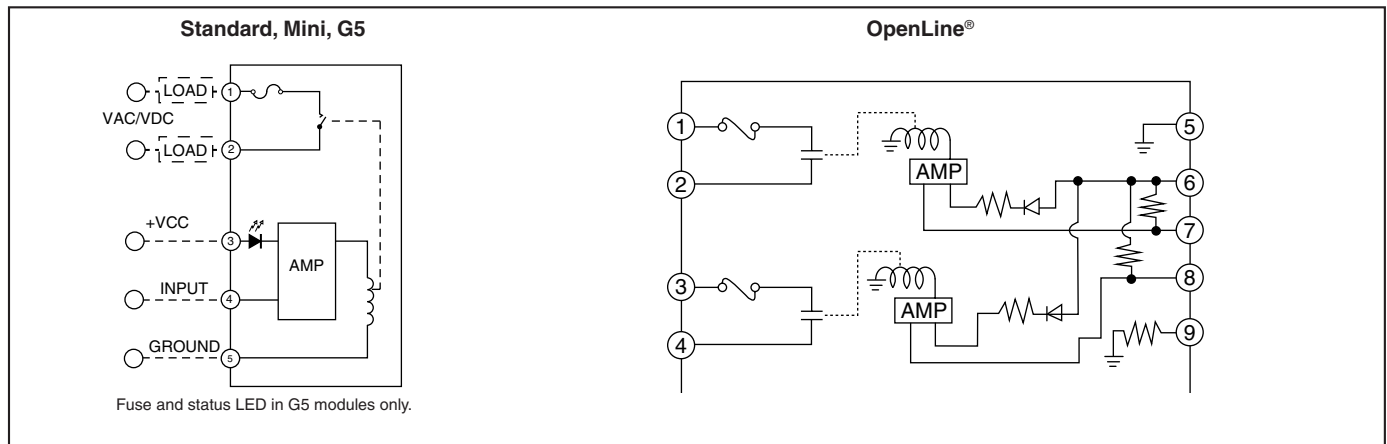 Standard, Mini, G5
LOAD
1
VAC/VDC
LOAD
2
+VCC
3
AMP
INPUT
4
GROUND
5
Fuse and status LED in G5 modules only.
OpenLine®
1
5
AMP
2
6
7
3
8
AMP
4
9